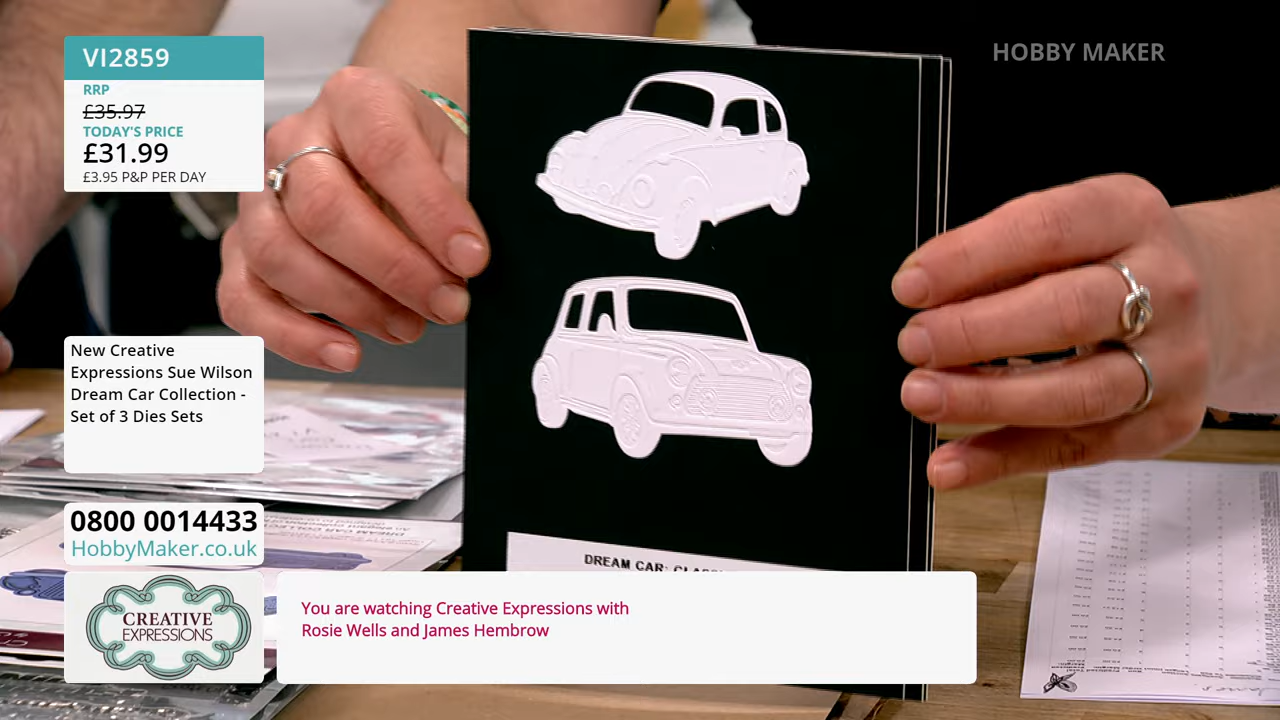 VI2859
RRP
£35.97
TODAY'S PRICE
£31.99
£3.95 P&P PER DAY
HOBBY MAKER
New Creative
Expressions Sue Wilson
Dream Car Collection -
Set of 3 Dies Sets
0800 0014433
HobbyMaker.co.uk
CREATIVE
EXPRESSIONS
You are watching Creative Expressions with
Rosie Wells and James Hembrow
DREAM CAR: